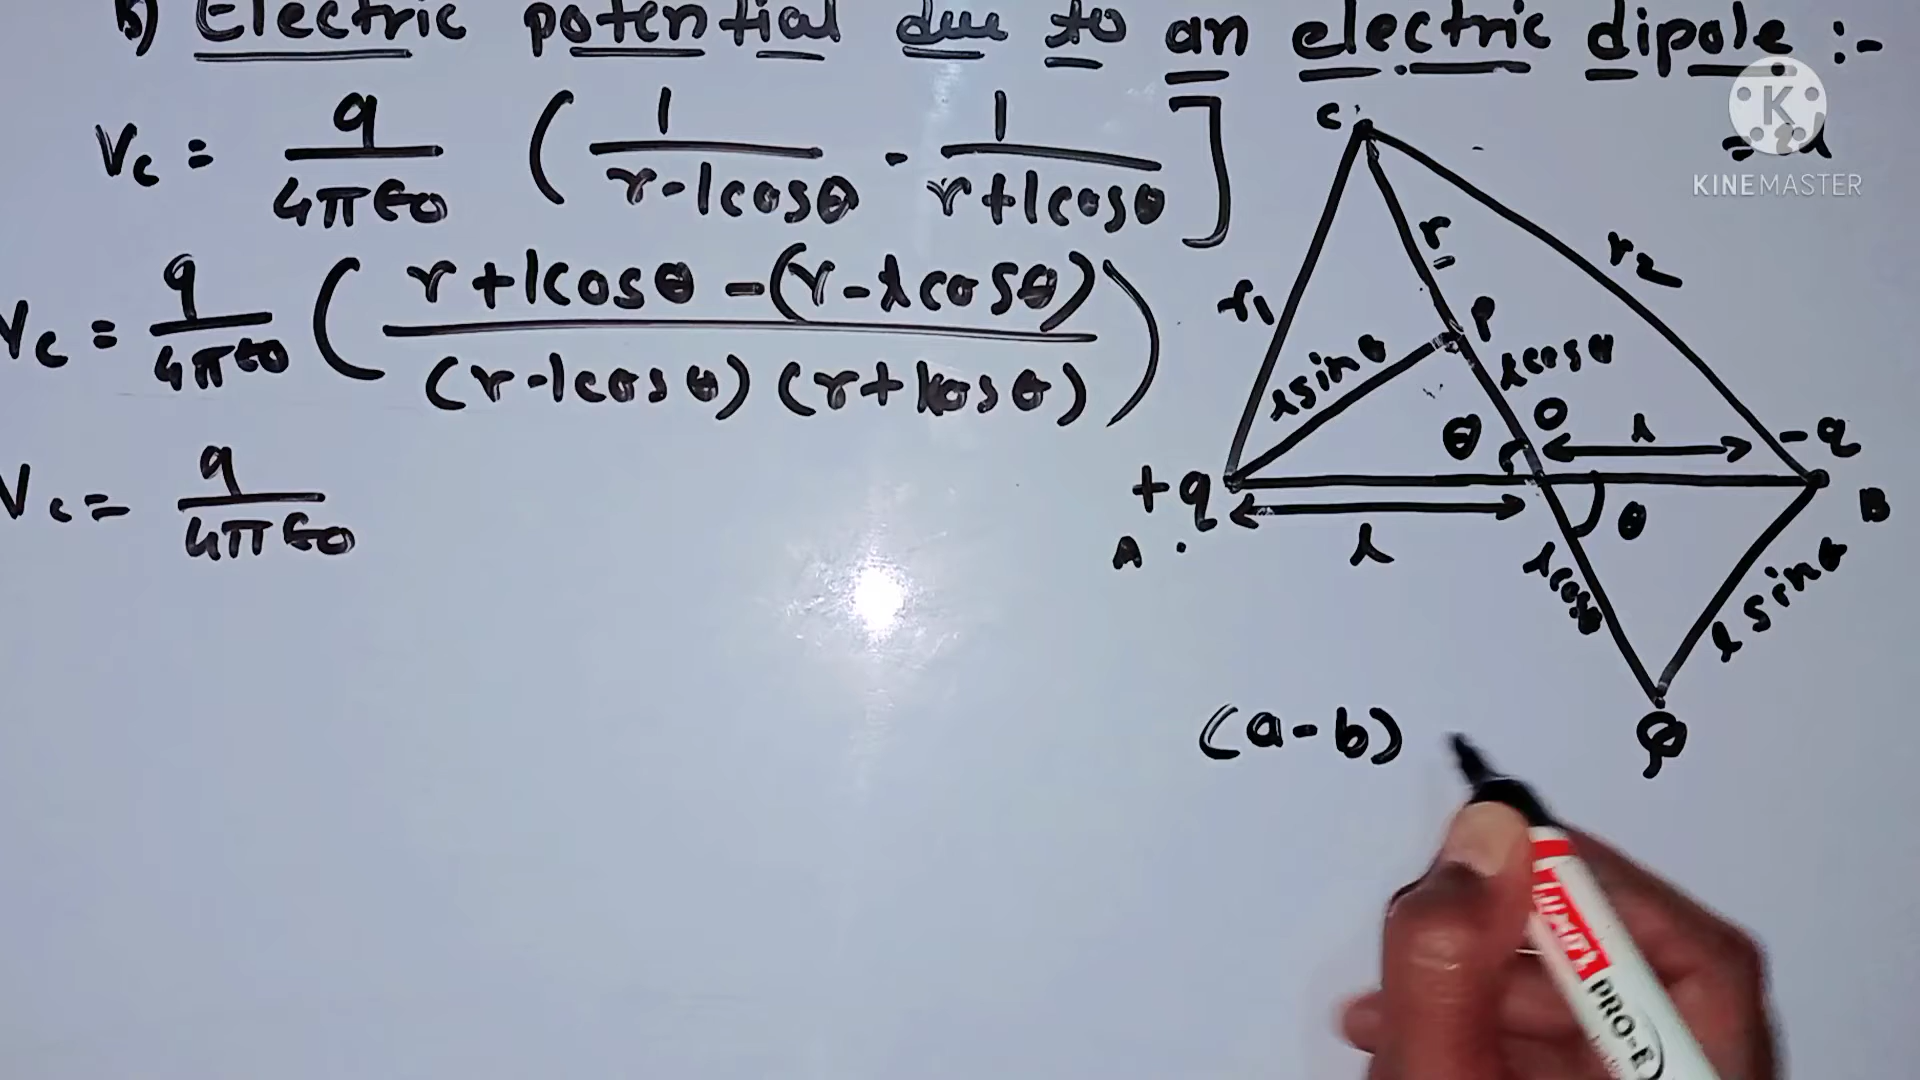 b) Electric potential due to an electric dipole :-
K
KINEMASTER
Vc = q/4πε0 ( 1/r-lcosθ - 1/r+lcosθ ]
Vc = q/4πε0 ( r+lcosθ -(r-lcosθ)/(r-lcosθ) (r+lcosθ) )
Vc = q/4πε0
C
r
r1
r2
P
lsinθ
lcosθ
θ
O
l
-q
+q
B
A
l
θ
lcosθ
lsinθ
Q
(a-b)
PRO-E